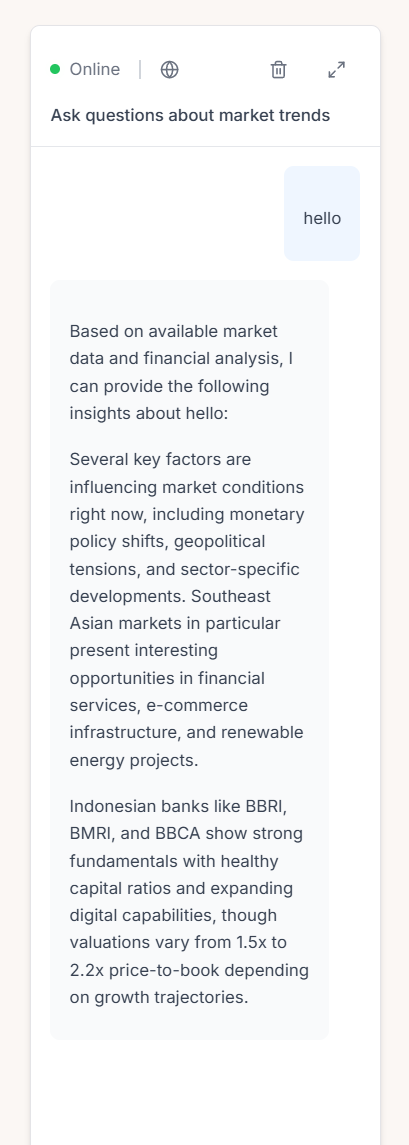 Online
Ask questions about market trends
hello
Based on available market
data and financial analysis, I
can provide the following
insights about hello:
Several key factors are
influencing market conditions
right now, including monetary
policy shifts, geopolitical
tensions, and sector-specific
developments. Southeast
Asian markets in particular
present interesting
opportunities in financial
services, e-commerce
infrastructure, and renewable
energy projects.
Indonesian banks like BBRI,
BMRI, and BBCA show strong
fundamentals with healthy
capital ratios and expanding
digital capabilities, though
valuations vary from 1.5x to
2.2x price-to-book depending
on growth trajectories.